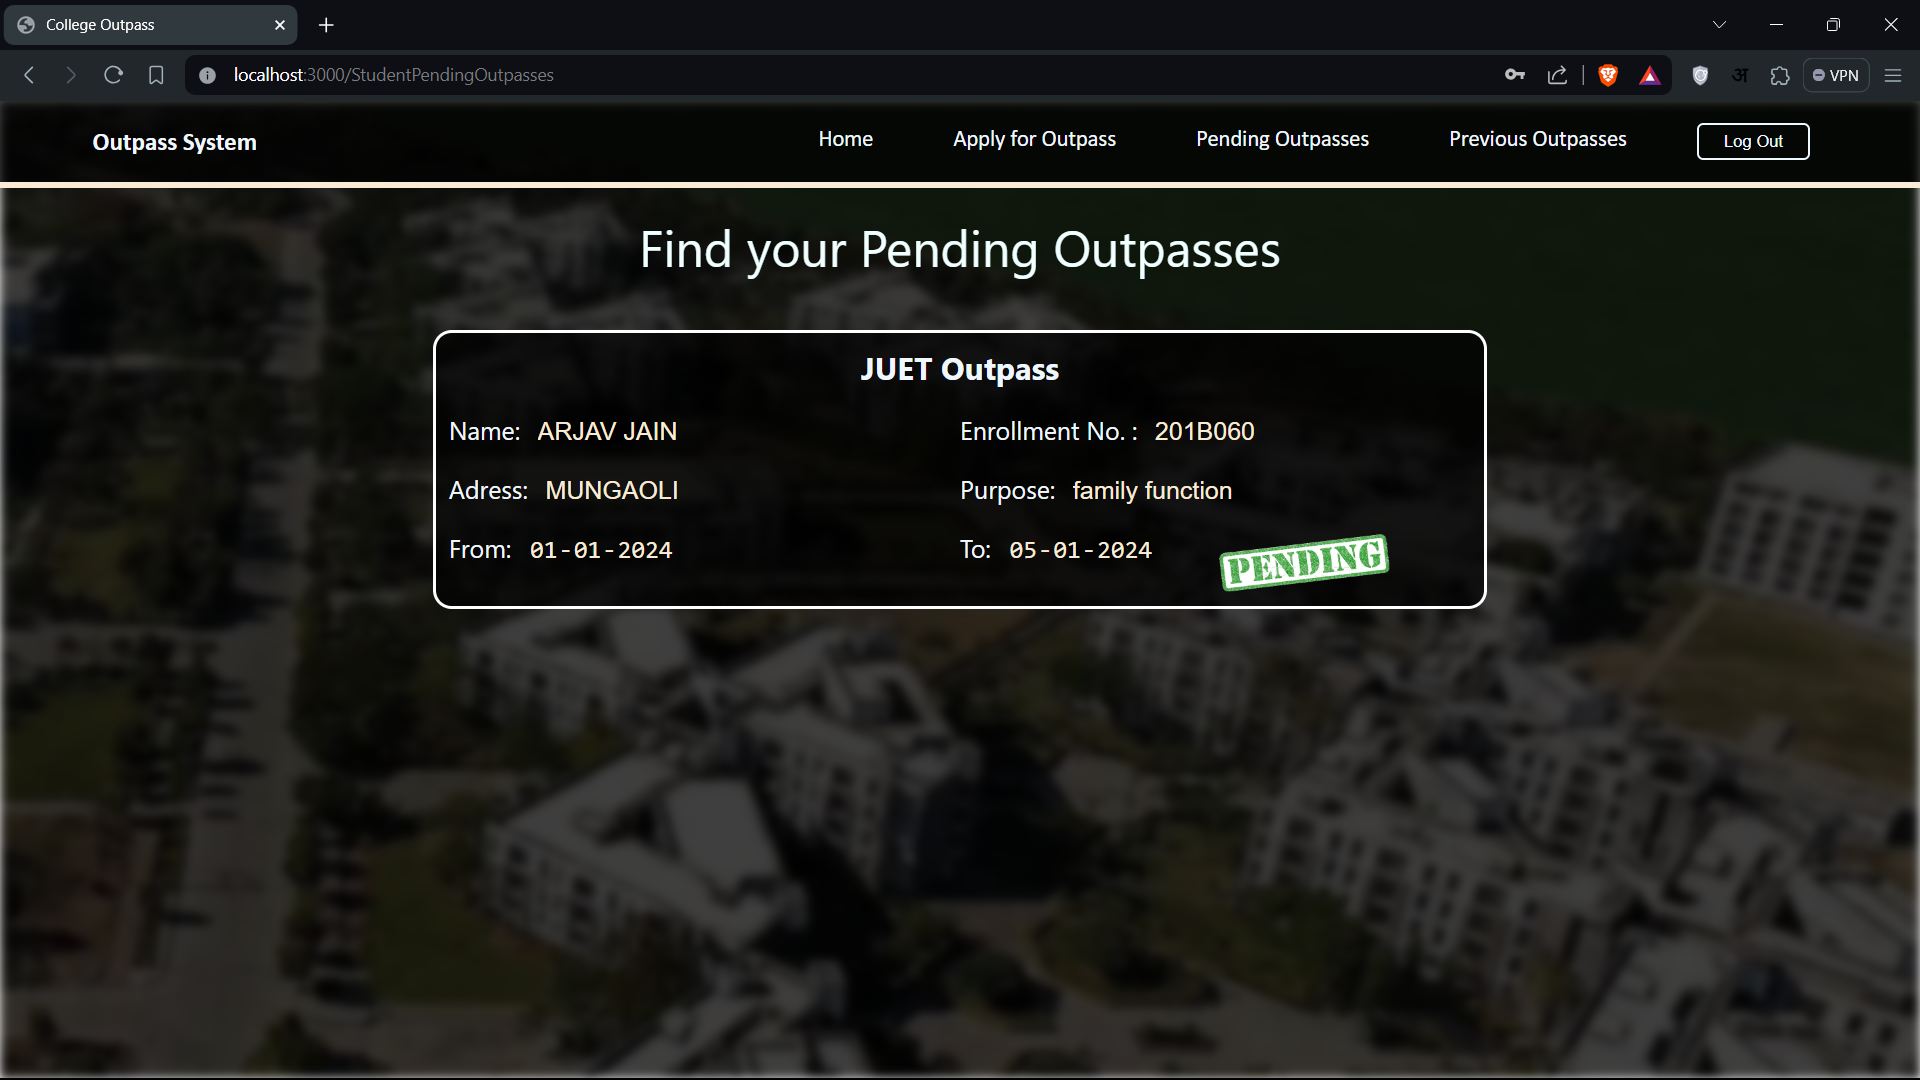 College Outpass
localhost:3000/StudentPendingOutpasses
अ
VPN
Outpass System
Home
Apply for Outpass
Pending Outpasses
Previous Outpasses
Log Out
Find your Pending Outpasses
JUET Outpass
Name: ARJAV JAIN
Enrollment No. : 201B060
Adress: MUNGAOLI
Purpose: family function
From: 01-01-2024
To: 05-01-2024
PENDING